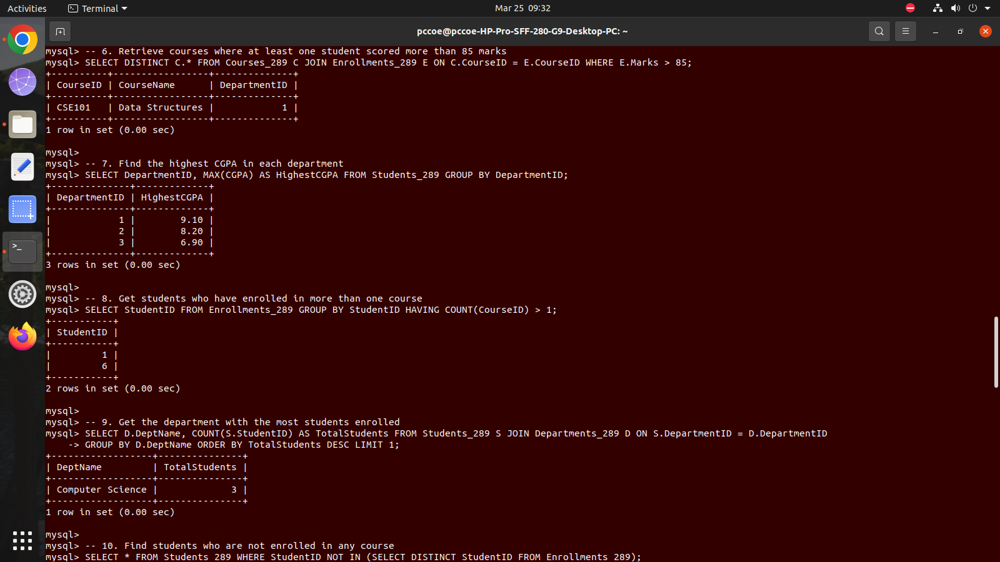 Activities
Terminal
Mar 25 09:32
pccoe@pccoe-HP-Pro-SFF-280-G9-Desktop-PC: ~
mysql> -- 6. Retrieve courses where at least one student scored more than 85 marks
mysql> SELECT DISTINCT C.* FROM Courses_289 C JOIN Enrollments_289 E ON C.CourseID = E.CourseID WHERE E.Marks > 85;
+----------+-----------------+--------------+
| CourseID | CourseName      | DepartmentID |
+----------+-----------------+--------------+
| CSE101   | Data Structures |            1 |
+----------+-----------------+--------------+
1 row in set (0.00 sec)
mysql>
mysql> -- 7. Find the highest CGPA in each department
mysql> SELECT DepartmentID, MAX(CGPA) AS HighestCGPA FROM Students_289 GROUP BY DepartmentID;
+--------------+-------------+
| DepartmentID | HighestCGPA |
+--------------+-------------+
|            1 |        9.10 |
|            2 |        8.20 |
|            3 |        6.90 |
+--------------+-------------+
3 rows in set (0.00 sec)
mysql>
mysql> -- 8. Get students who have enrolled in more than one course
mysql> SELECT StudentID FROM Enrollments_289 GROUP BY StudentID HAVING COUNT(CourseID) > 1;
+-----------+
| StudentID |
+-----------+
|         1 |
|         6 |
+-----------+
2 rows in set (0.00 sec)
mysql>
mysql> -- 9. Get the department with the most students enrolled
mysql> SELECT D.DeptName, COUNT(S.StudentID) AS TotalStudents FROM Students_289 S JOIN Departments_289 D ON S.DepartmentID = D.DepartmentID
    -> GROUP BY D.DeptName ORDER BY TotalStudents DESC LIMIT 1;
+------------------+---------------+
| DeptName         | TotalStudents |
+------------------+---------------+
| Computer Science |             3 |
+------------------+---------------+
1 row in set (0.00 sec)
mysql>
mysql> -- 10. Find students who are not enrolled in any course
mysql> SELECT * FROM Students_289 WHERE StudentID NOT IN (SELECT DISTINCT StudentID FROM Enrollments_289);